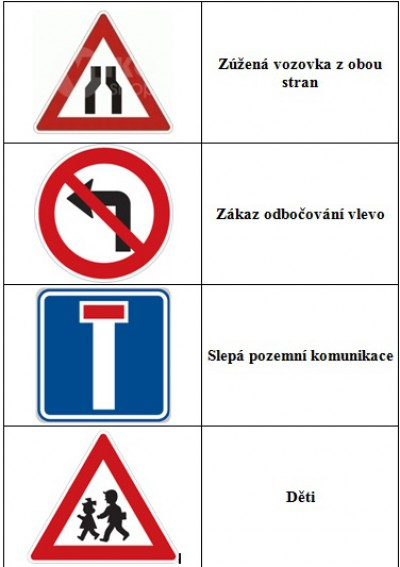 Zúžená vozovka z obou
stran
Zákaz odbočování vlevo
Slepá pozemní komunikace
Děti